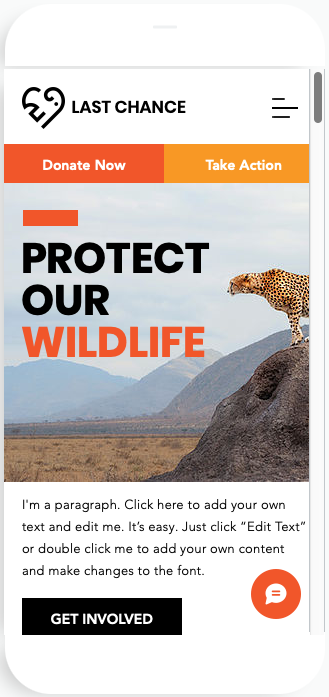 LAST CHANCE
Donate Now
Take Action
PROTECT
OUR
WILDLIFE
I'm a paragraph. Click here to add your own
text and edit me. It’s easy. Just click “Edit Text”
or double click me to add your own content
and make changes to the font.
GET INVOLVED